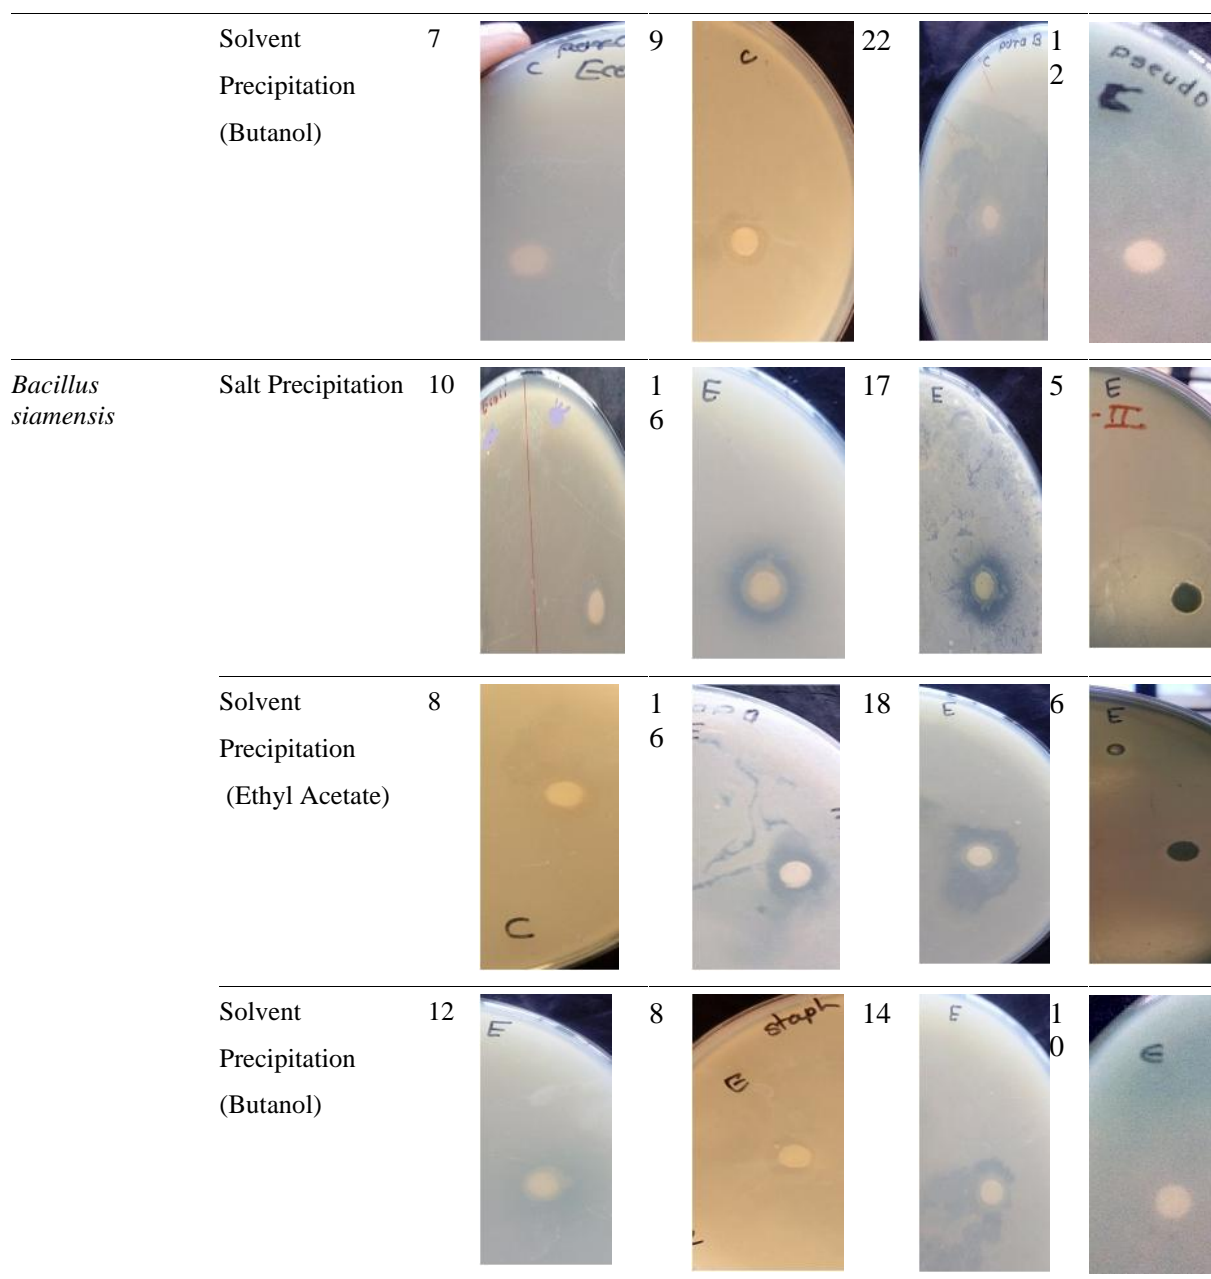 Solvent 7 9 22 1
Precipitation 2
(Butanol)
C
Eco
C
C
Pseudo
C
Bacillus Salt Precipitation 10 1 17 5
siamensis 6
E
E
E
-II
Solvent 8 1 18 6
Precipitation 6
(Ethyl Acetate)
C
E
E
Solvent 12 8 14 1
Precipitation 0
(Butanol)
E
staph
E
E
E